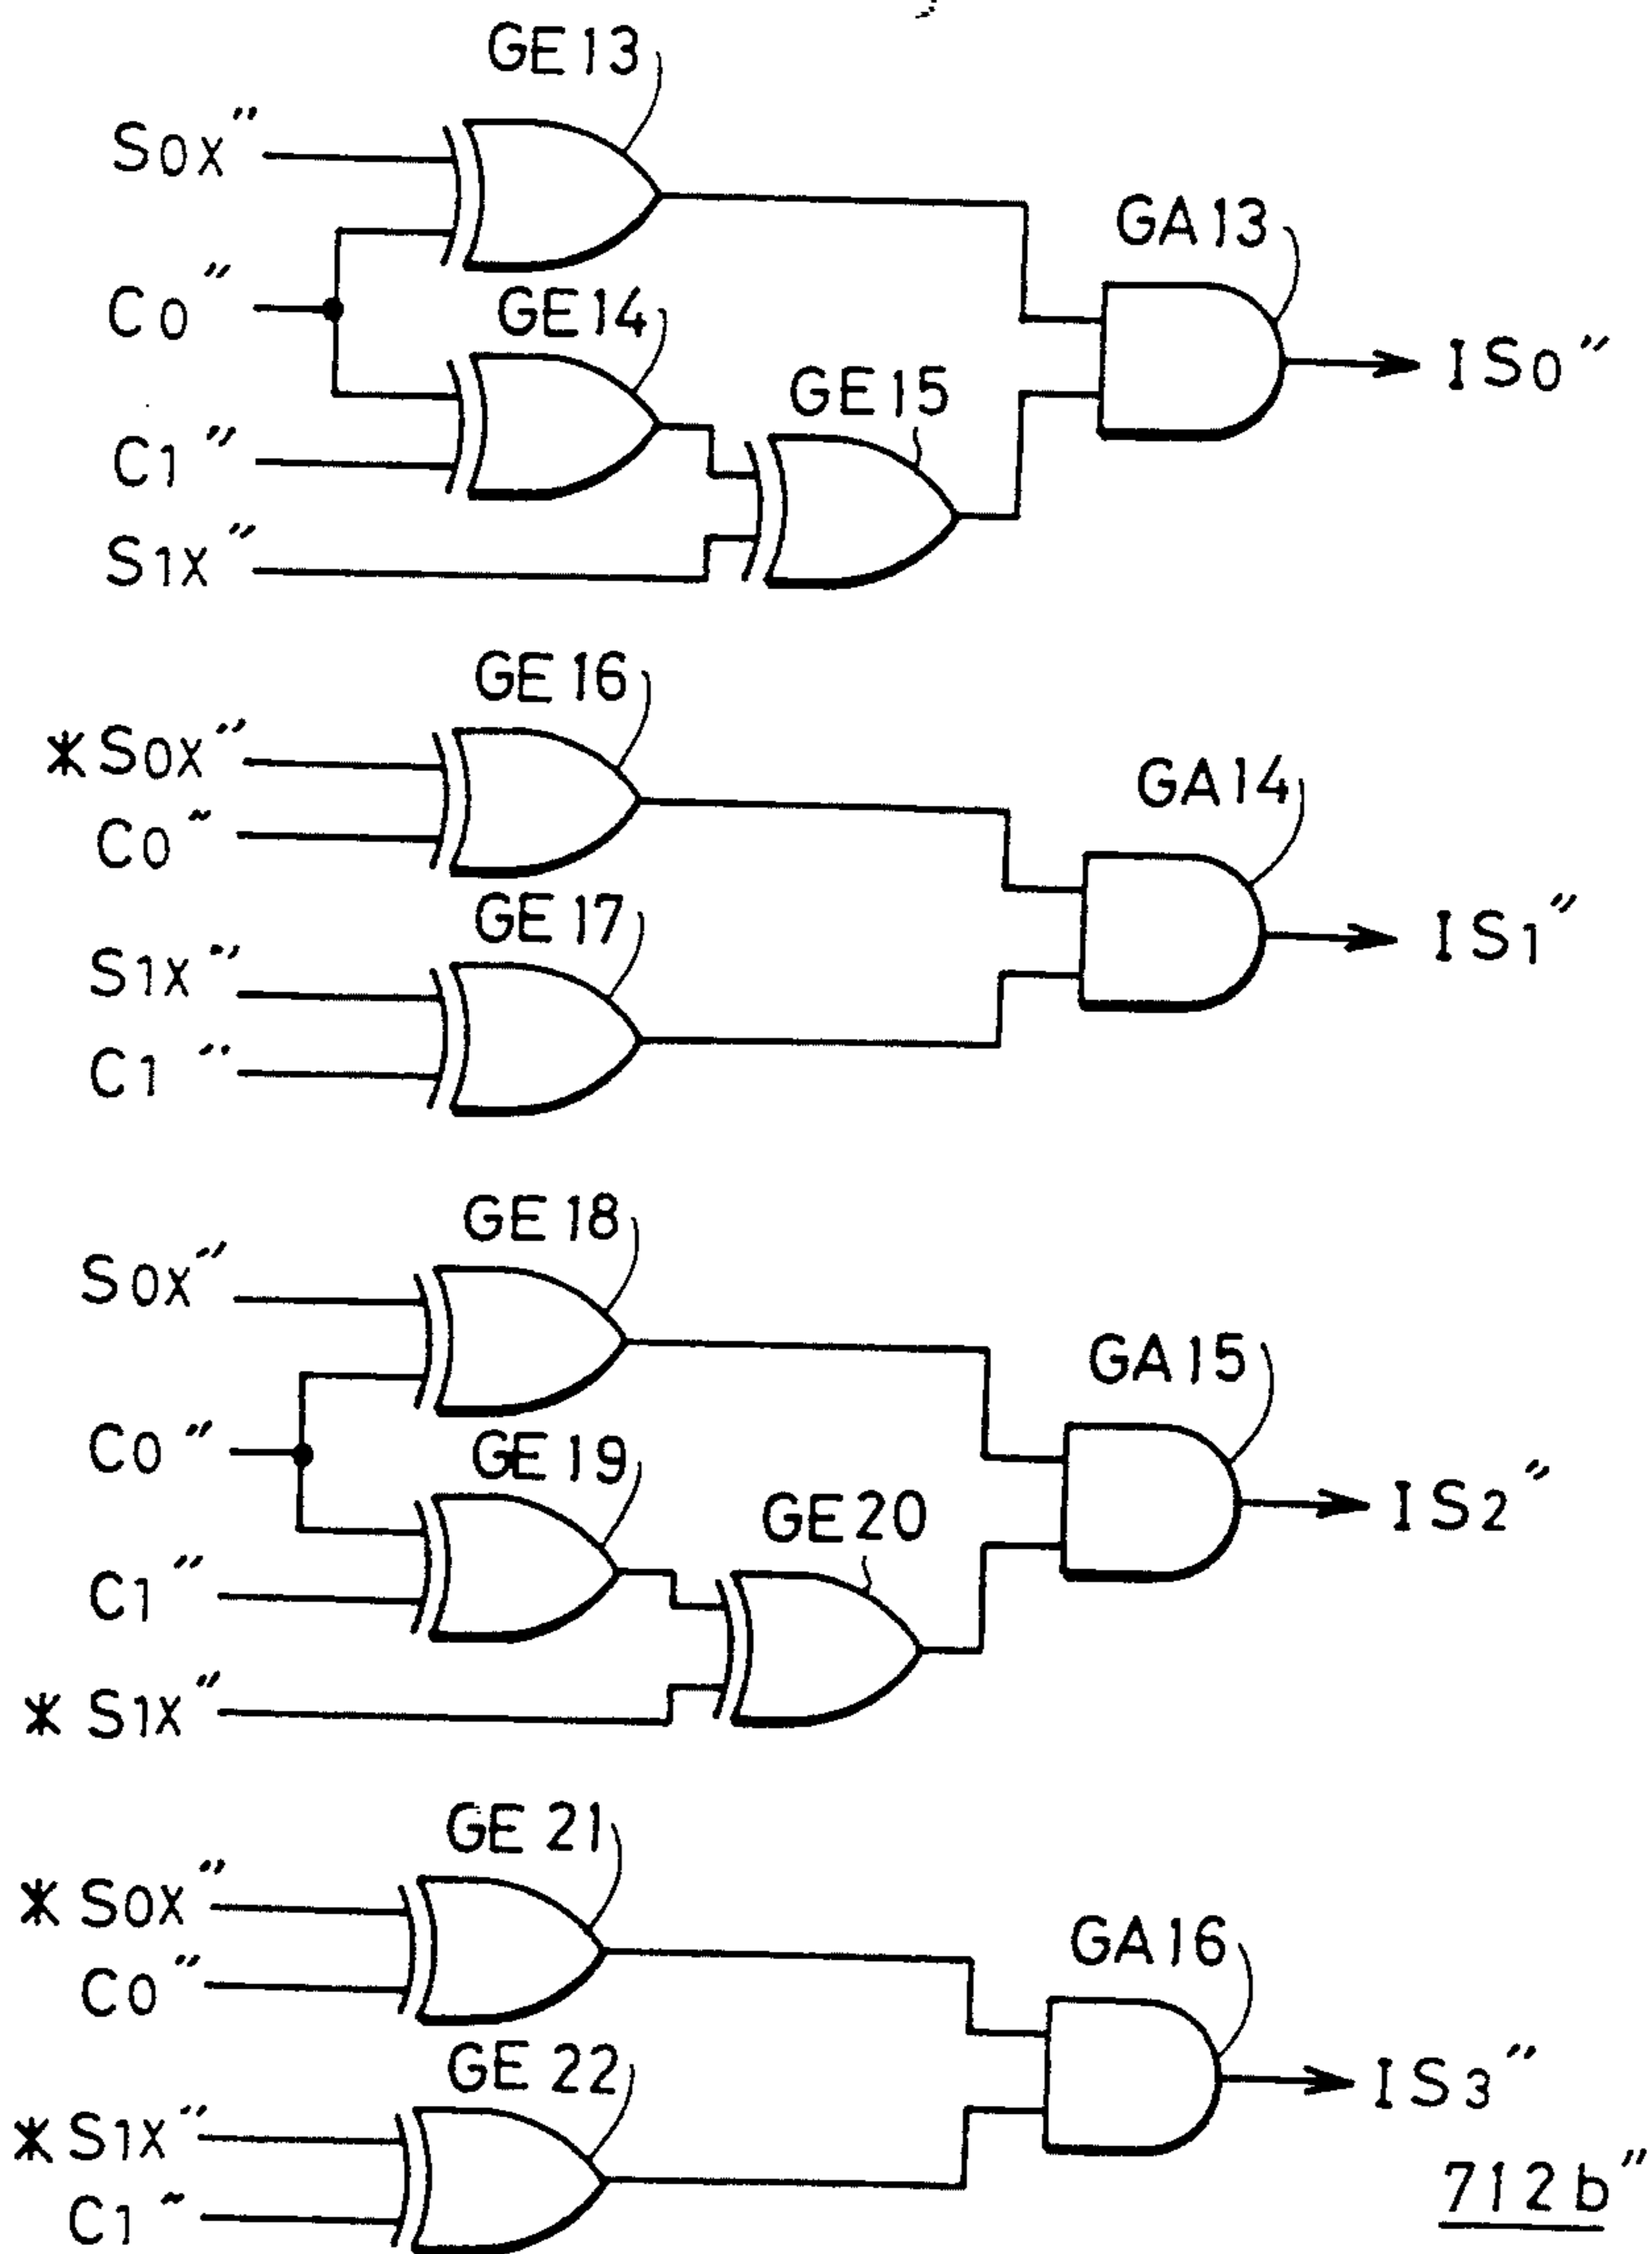 GE13
S0X"
GA13
C0"
GE14
IS0"
GE15
C1"
S1X"
GE16
*S0X"
GA14
C0"
GE17
IS1"
S1X"
C1"
GE18
S0X"
GA15
C0"
GE19
IS2"
GE20
C1"
*S1X"
GE21
*S0X"
GA16
C0"
GE22
IS3"
*S1X"
C1"
712b"